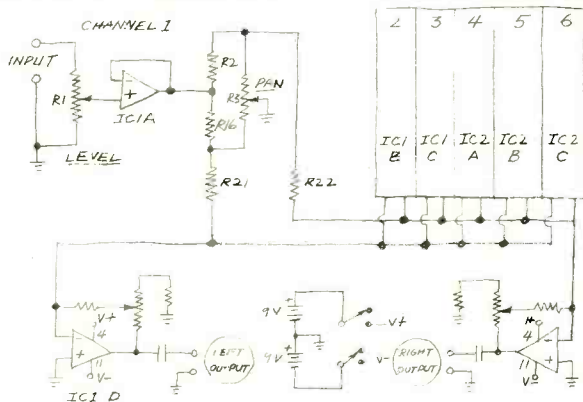 CHANNEL 1
INPUT
R1
LEVEL
IC1A
R2
R3
PAN
R16
R21
R22
2 3 4 5 6
IC1 IC1 IC2 IC2 IC2
B C A B C
V+
4
11
V-
IC1 D
LEFT
OUTPUT
9V
9V
V+
V-
RIGHT
OUTPUT
4
11
V-